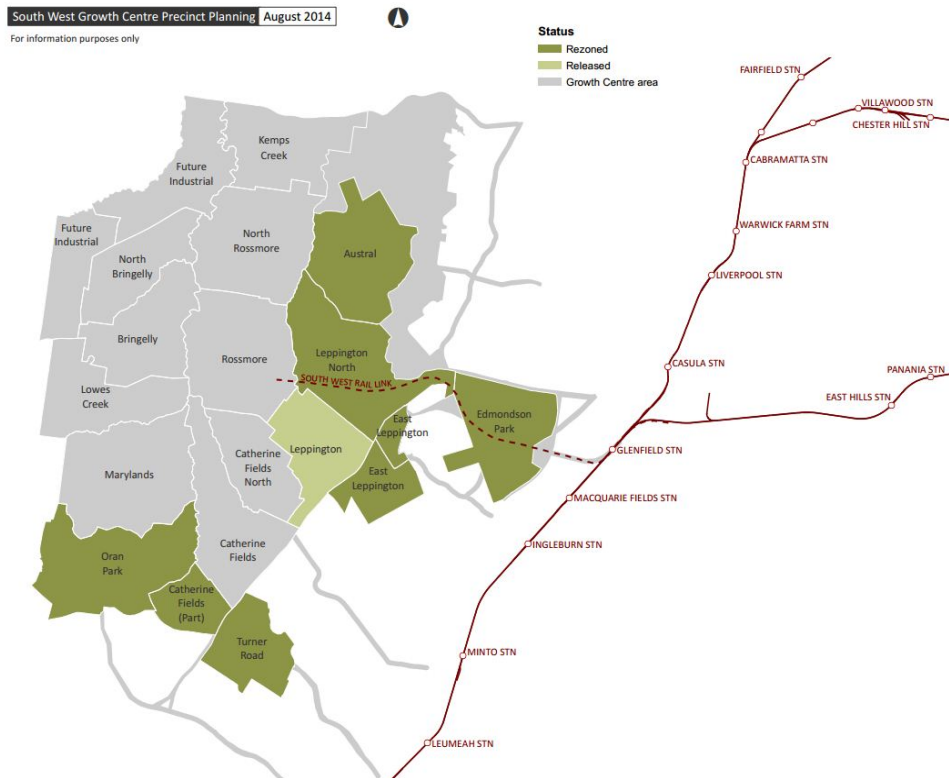 South West Growth Centre Precinct Planning August 2014
For information purposes only
Status
Rezoned
Released
Growth Centre area
FAIRFIELD STN
VILLAWOOD STN
CHESTER HILL STN
CABRAMATTA STN
WARWICK FARM STN
LIVERPOOL STN
CASULA STN
PANANIA STN
EAST HILLS STN
GLENFIELD STN
MACQUARIE FIELDS STN
INGLEBURN STN
MINTO STN
LEUMEAH STN
Kemps
Creek
Future
Industrial
Future
Industrial
North
Rossmore
Austral
North
Bringelly
Bringelly
Rossmore
Leppington
North
SOUTH WEST RAIL LINK
Lowes
Creek
East
Leppington
Edmondson
Park
Marylands
Catherine
Fields
North
Leppington
East
Leppington
Oran
Park
Catherine
Fields
Catherine
Fields
(Part)
Turner
Road